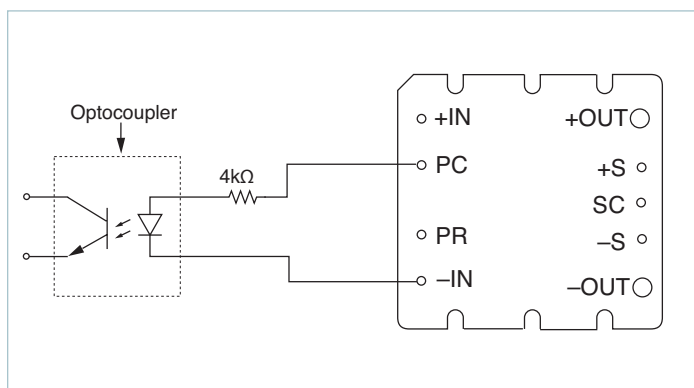 Optocoupler
4kΩ
+IN
PC
PR
–IN
+OUT
+S
SC
–S
–OUT